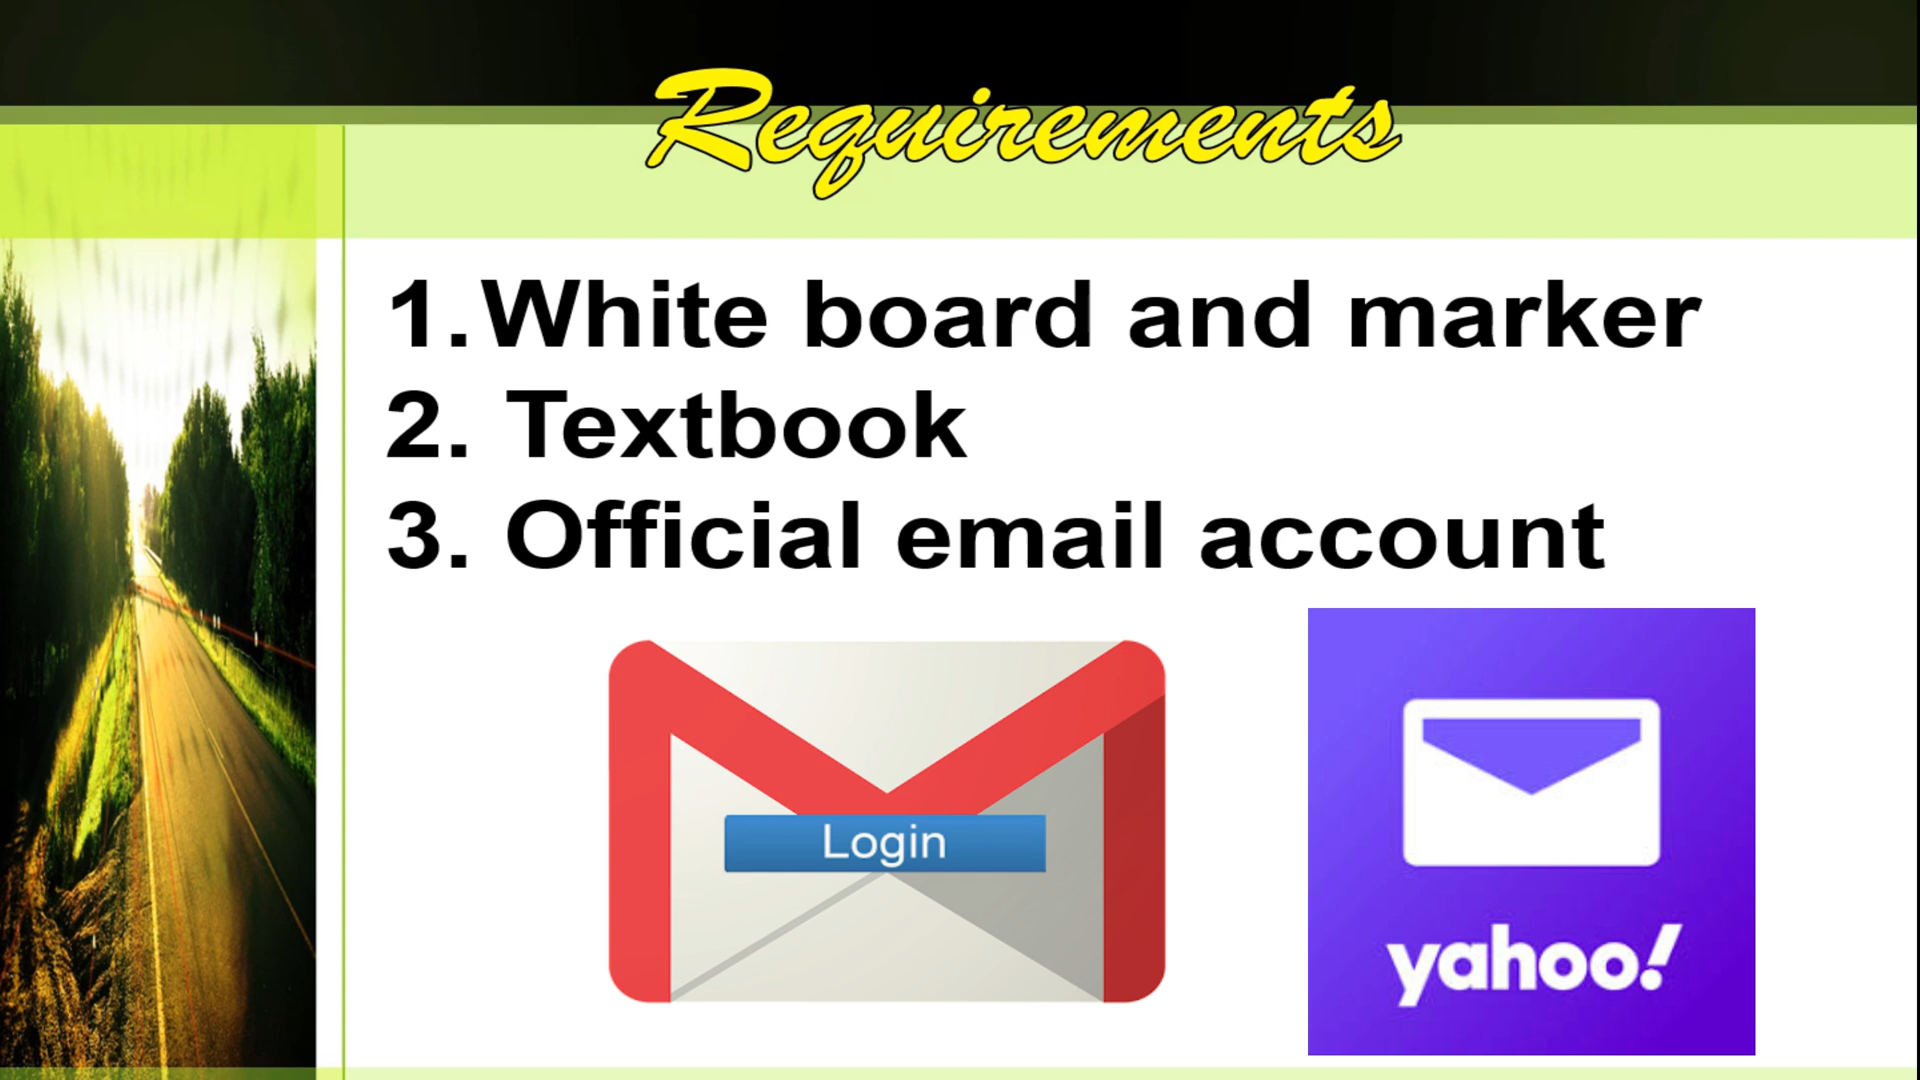 Requirements
1. White board and marker
2. Textbook
3. Official email account
Login
yahoo!